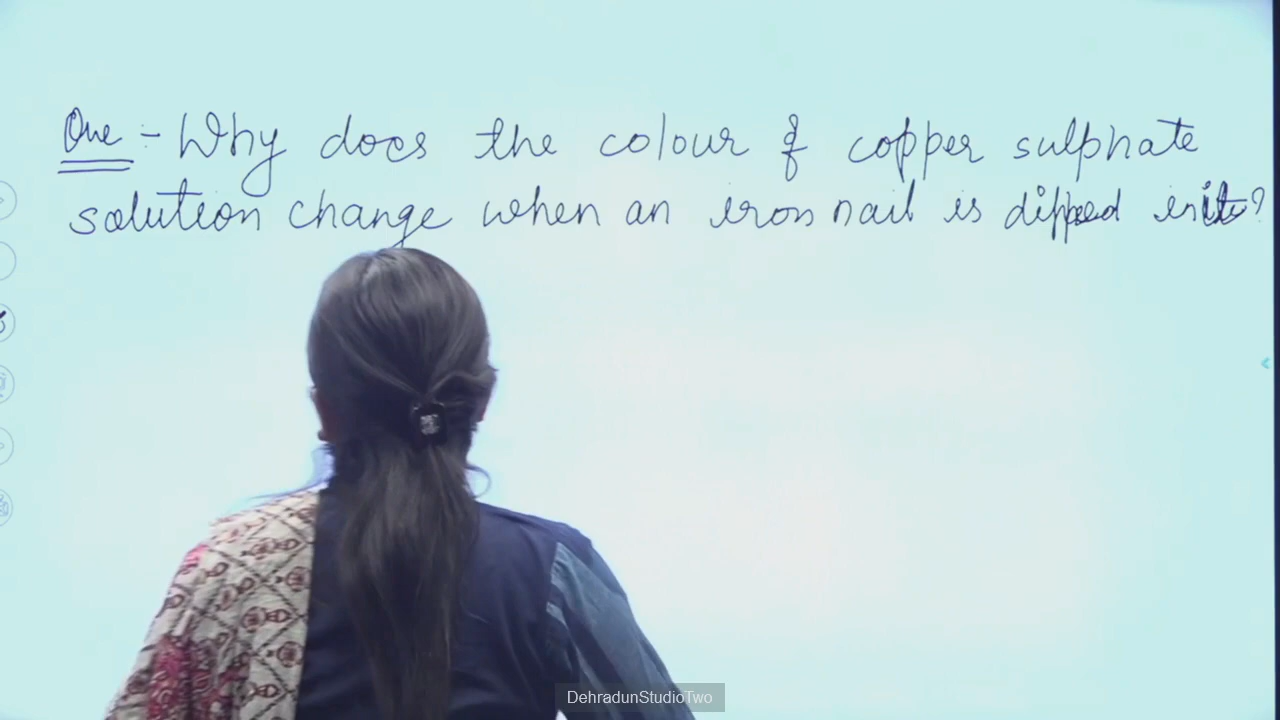 Que :- Why does the colour of copper sulphate
solution change when an iron nail is dipped in it?
DehradunStudioTwo